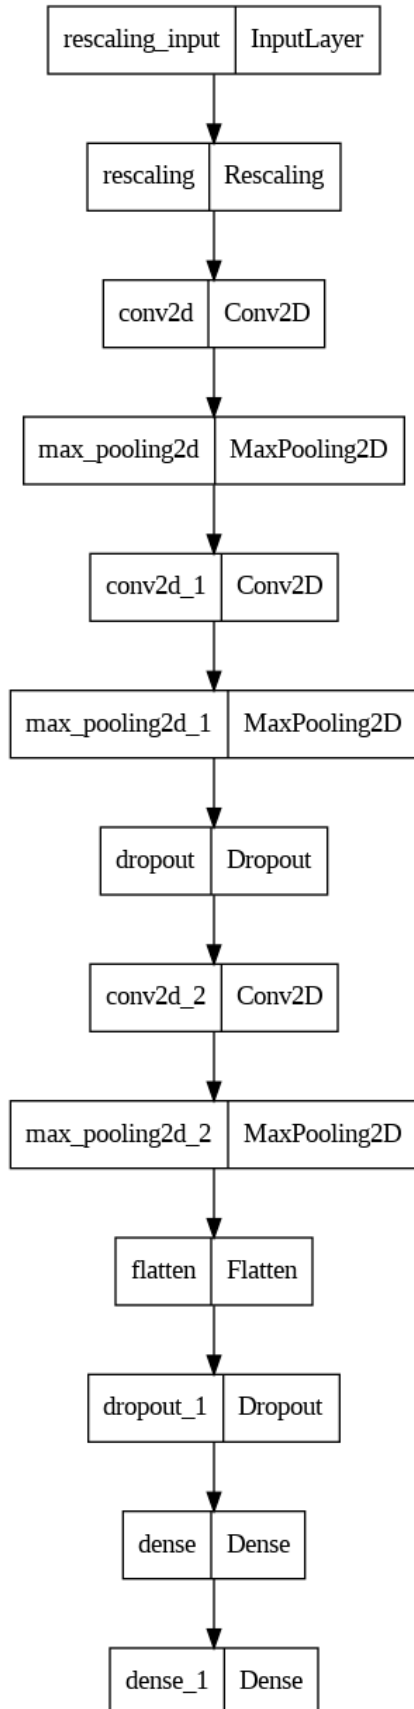 rescaling_input InputLayer
rescaling Rescaling
conv2d Conv2D
max_pooling2d MaxPooling2D
conv2d_1 Conv2D
max_pooling2d_1 MaxPooling2D
dropout Dropout
conv2d_2 Conv2D
max_pooling2d_2 MaxPooling2D
flatten Flatten
dropout_1 Dropout
dense Dense
dense_1 Dense